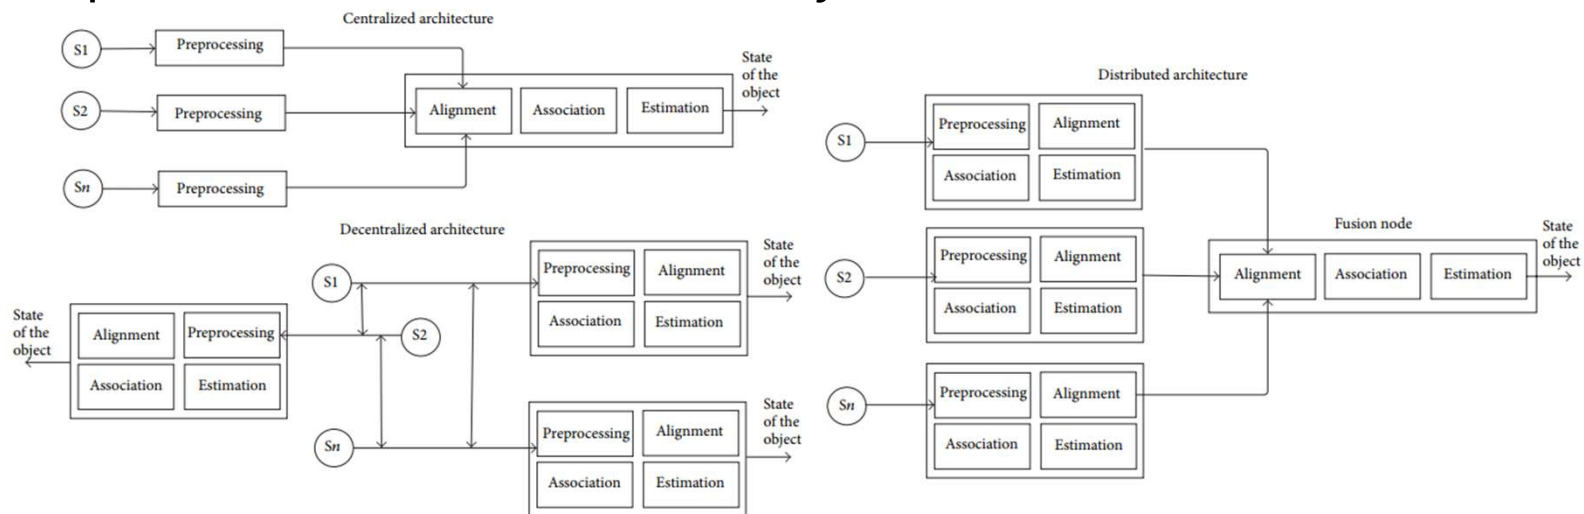 Centralized architecture
S1
Preprocessing
S2
Preprocessing
Sn
Preprocessing
Alignment
Association
Estimation
State
of the
object
Decentralized architecture
S1
S2
Sn
State
of the
object
Alignment
Preprocessing
Association
Estimation
Preprocessing
Alignment
Association
Estimation
State
of the
object
Preprocessing
Alignment
Association
Estimation
State
of the
object
Distributed architecture
S1
Preprocessing
Alignment
Association
Estimation
S2
Preprocessing
Alignment
Association
Estimation
Sn
Preprocessing
Alignment
Association
Estimation
Fusion node
Alignment
Association
Estimation
State
of the
object